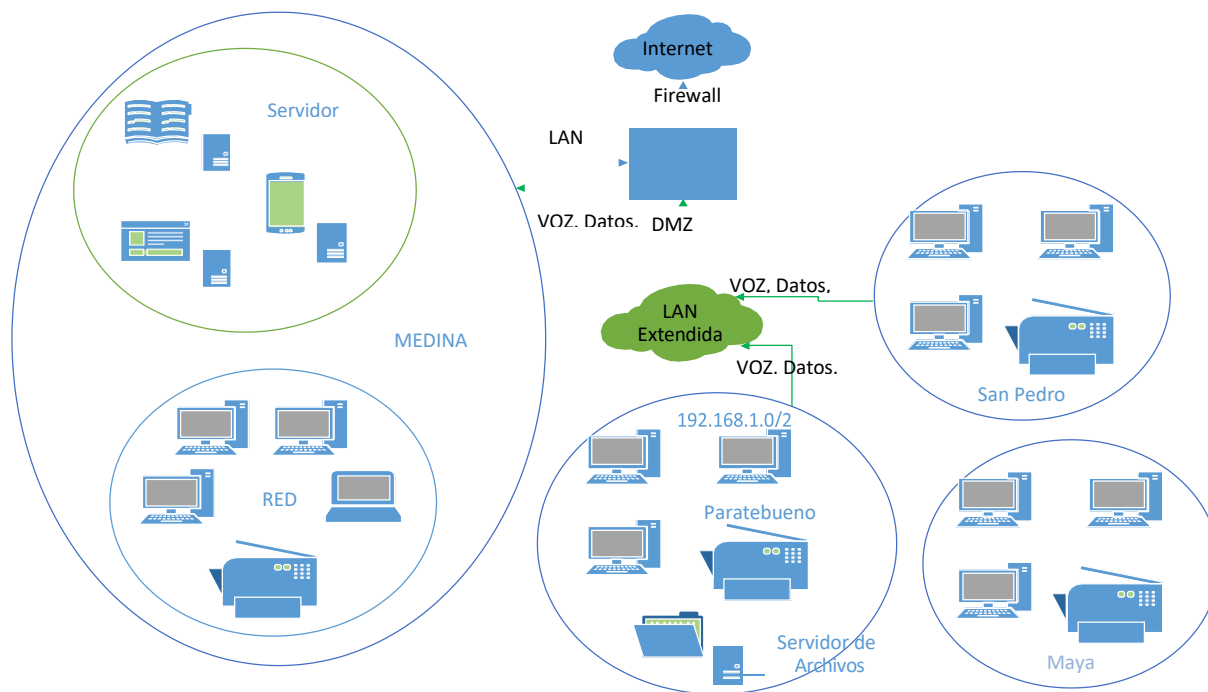 Internet
Firewall
Servidor
LAN
VOZ. Datos.
DMZ
VOZ, Datos,
LAN
Extendida
MEDINA
VOZ. Datos.
San Pedro
192.168.1.0/2
RED
Paratebueno
Servidor de
Archivos
Maya